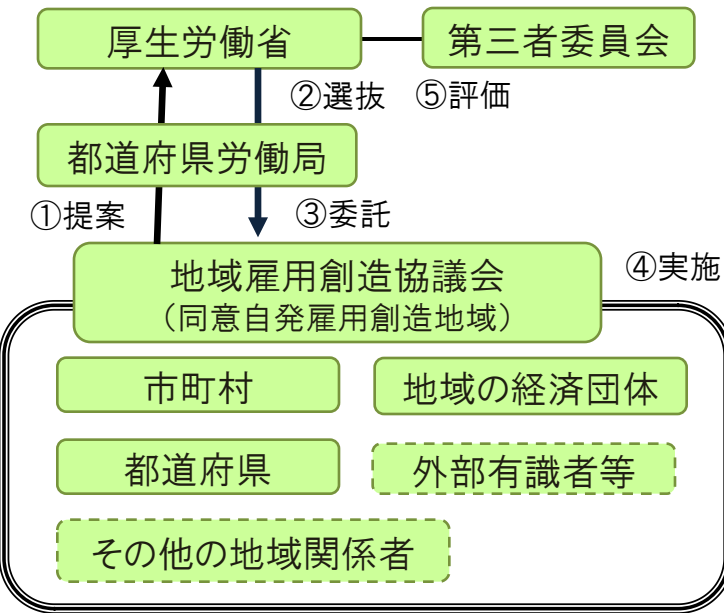 厚生労働省
第三者委員会
②選抜
⑤評価
都道府県労働局
①提案
③委託
地域雇用創造協議会
（同意自発雇用創造地域）
④実施
市町村
地域の経済団体
都道府県
外部有識者等
その他の地域関係者